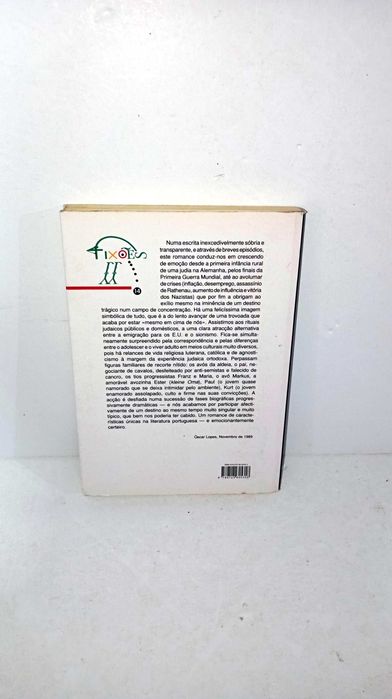 FIXÕES
14
Numa escrita inexcedivelmente sóbria e
transparente, e através de breves episódios,
este romance conduz-nos em crescendo
de emoção desde a primeira infância rural
de uma judia na Alemanha, pelos finais da
Primeira Guerra Mundial, até ao avolumar
de crises (inflação, desemprego, assassínio
de Rathenau, aumento de influência e vitória
dos Nazistas) que por fim a obrigam ao
exílio mesmo na iminência de um destino
trágico num campo de concentração. Há uma felicíssima imagem
simbólica de tudo, que é a do lento avançar de uma trovoada que
acaba por estar «mesmo em cima de nós». Assistimos aos rituais
judaicos públicos e domésticos, a uma clara atracção alternativa
entre a emigração para os E.U. e o sionismo. Fica-se simulta-
neamente surpreendido pela correspondência e pelas diferenças
entre o adolescer e o viver adulto em meios culturais muito diversos,
pois há relances de vida religiosa luterana, católica e de agnosti-
cismo à margem da experiência judaica ortodoxa. Perpassam
figuras familiares de recorte nítido: os avós da aldeia, o pai, ne-
gociante de cavalos, desfeiteado por anti-semitas e falecido de
cancro, os tios progressistas Franz e Maria, o avô Markus, a
amorável avozinha Ester (kleine Oma), Paul (o jovem quase
namorado que se deixa intimidar pelo ambiente), Kurt (o jovem
enamorado assolapado, culto e firme nas suas convicções). A
acção é desfiada numa sucessão de fases biográficas progres-
sivamente dramáticas — e nós acabamos por participar afecti-
vamente de um destino ao mesmo tempo muito singular e muito
típico, que bem nos poderia ter cabido. Um romance de caracte-
rísticas únicas na literatura portuguesa — e emocionantemente
certeiro.
Óscar Lopes, Novembro de 1989